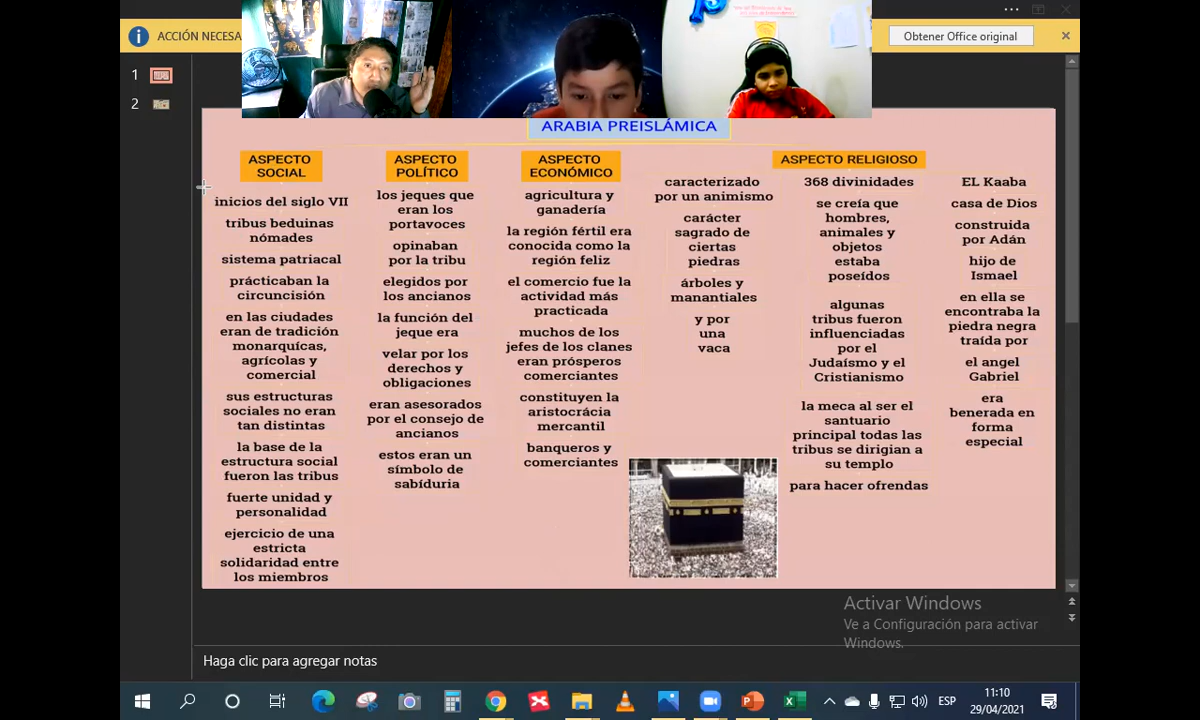 ACCIÓN NECESA
Obtener Office original
1
2
ARABIA PREISLÁMICA
ASPECTO
SOCIAL
inicios del siglo VII
tribus beduinas
nómades
sistema patriacal
prácticaban la
circuncisión
en las ciudades
eran de tradición
monarquícas,
agrícolas y
comercial
sus estructuras
sociales no eran
tan distintas
la base de la
estructura social
fueron las tribus
fuerte unidad y
personalidad
ejercicio de una
estricta
solidaridad entre
los miembros
ASPECTO
POLÍTICO
los jeques que
eran los
portavoces
opinaban
por la tribu
elegidos por
los ancianos
la función del
jeque era
velar por los
derechos y
obligaciones
eran asesorados
por el consejo de
ancianos
estos eran un
símbolo de
sabíduria
ASPECTO
ECONÓMICO
agricultura y
ganadería
la región fértil era
conocida como la
región feliz
el comercio fue la
actividad más
practicada
muchos de los
jefes de los clanes
eran prósperos
comerciantes
constituyen la
aristocrácia
mercantil
banqueros y
comerciantes
ASPECTO RELIGIOSO
caracterizado
por un animismo
carácter
sagrado de
ciertas
piedras
árboles y
manantiales
y por
una
vaca
368 divinidades
se creía que
hombres,
animales y
objetos
estaba
poseídos
algunas
tribus fueron
influenciadas
por el
Judaísmo y el
Cristianismo
la meca al ser el
santuario
principal todas las
tribus se dirigian a
su templo
para hacer ofrendas
EL Kaaba
casa de Dios
construida
por Adán
hijo de
Ismael
en ella se
encontraba la
piedra negra
traída por
el angel
Gabriel
era
benerada en
forma
especial
Activar Windows
Ve a Configuración para activar
Windows.
Haga clic para agregar notas
ESP
11:10
29/04/2021